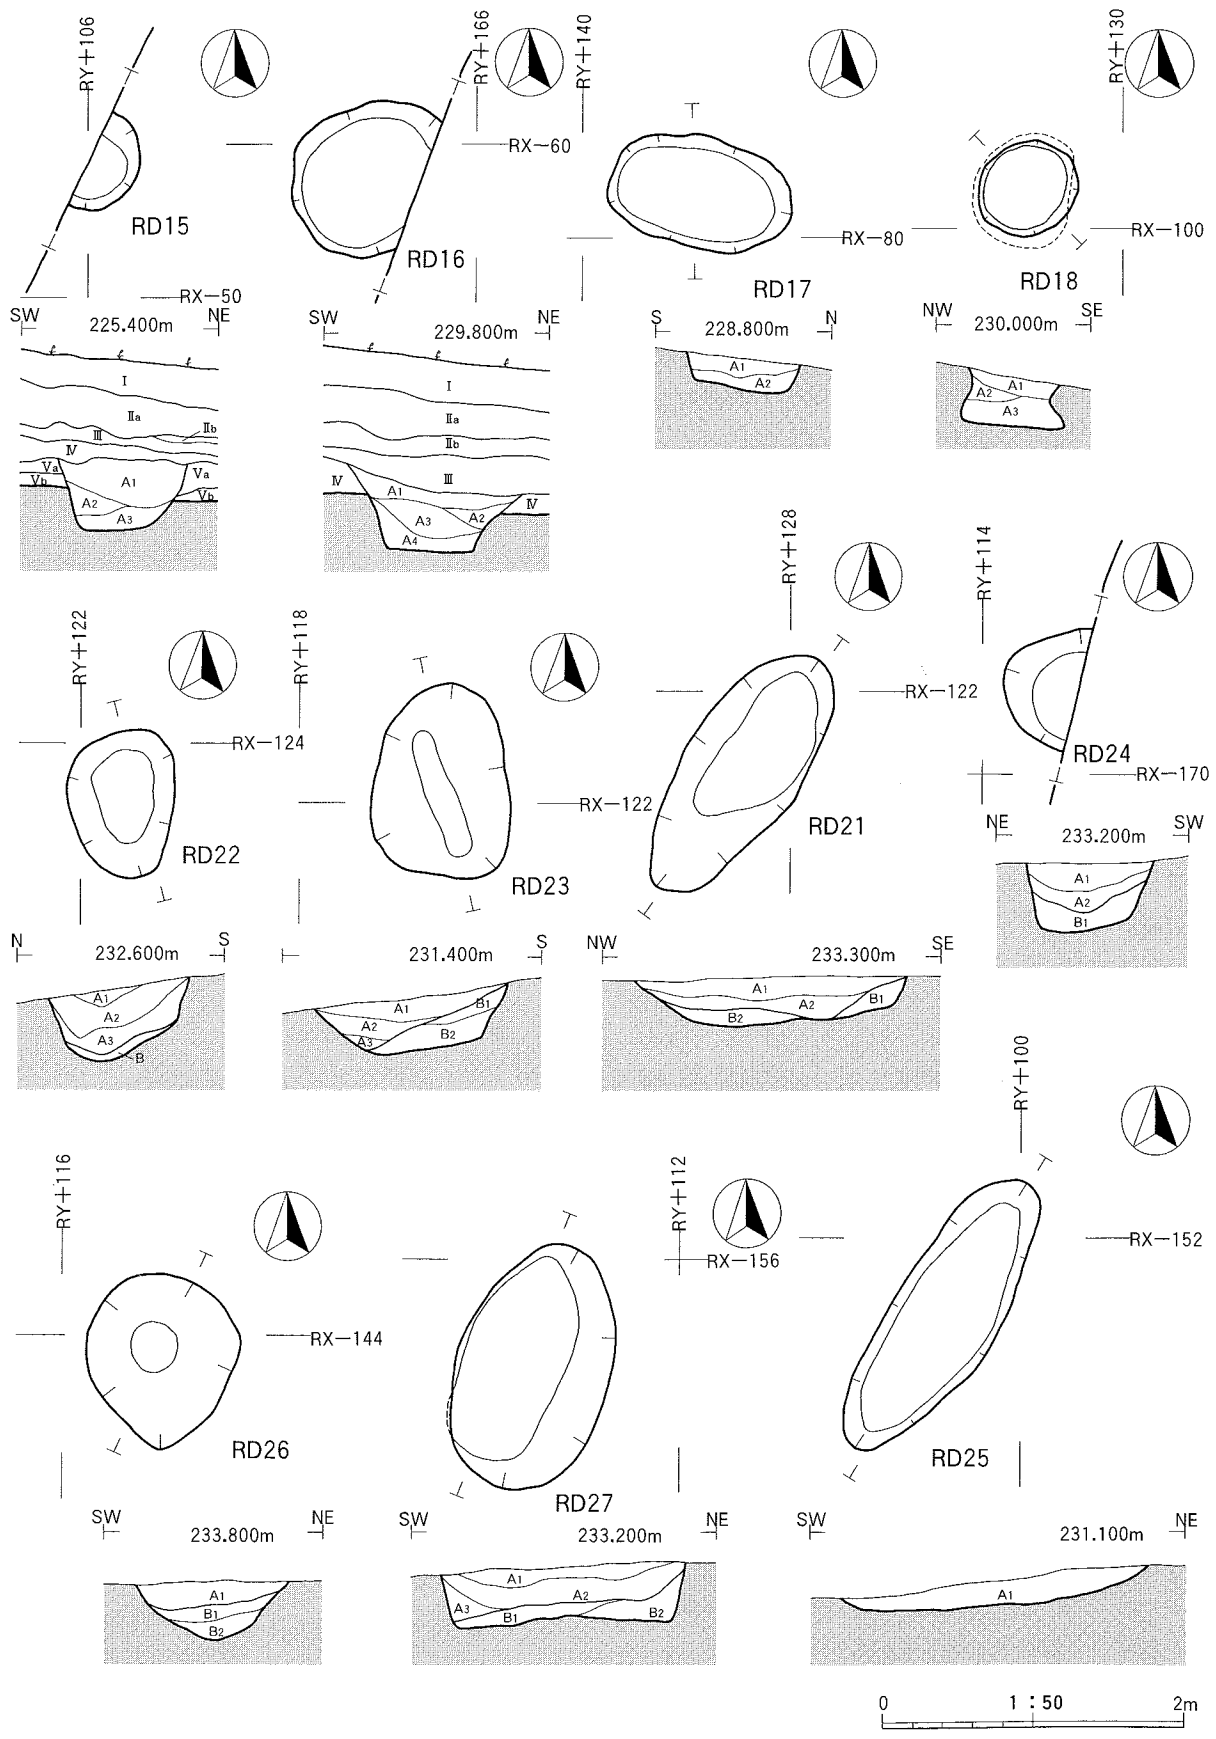 RY+106
RY+166
RY+140
RY+130
RX-60
RD15
RD16
RD17
RD18
RX-80
RX-100
RX-50
SW 225.400m NE
I
IIa
IIb
III
IV
Va
Vb
A1
Va
Vb
A2
A3
SW 229.800m NE
I
IIa
IIb
III
IV
A1
A3
A2
A4
IV
S 228.800m N
A1
A2
NW 230.000m SE
A1
A2
A3
RY+122
RY+118
RY+128
RY+114
RX-124
RD22
RX-122
RD23
RX-122
RD21
RD24
RX-170
N 232.600m S
A1
A2
A3
B
231.400m S
A1
A2
A3
B1
B2
NW 233.300m SE
A1
A2
B1
B2
NE 233.200m SW
A1
A2
B1
RY+116
RY+112
RY+100
RX-144
RD26
RX-156
RD27
RX-152
RD25
SW 233.800m NE
A1
B1
B2
SW 233.200m NE
A1
A2
A3
B1
B2
SW 231.100m NE
A1
0 1:50 2m